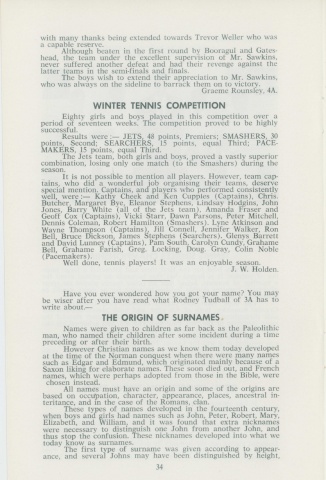 with many thanks being extended towards Trevor Weller who was
a capable reserve.
Although beaten in the first round by Booragul and Gates-
head, the team under the excellent supervision of Mr. Sawkins,
never suffered another defeat and had their revenge against the
latter teams in the semi-finals and finals.
The boys wish to extend their appreciation to Mr. Sawkins,
who was always on the sideline to barrack them on to victory.
Graeme Rounsley, 4A.
WINTER TENNIS COMPETITION
Eighty girls and boys played in this competition over a
period of seventeen weeks. The competition proved to be highly
successful.
Results were :— JETS, 48 points, Premiers; SMASHERS, 30
points, Second; SEARCHERS, 15 points, equal Third; PACE-
MAKERS, 15 points, equal Third.
The Jets team, both girls and boys, proved a vastly superior
combination, losing only one match (to the Smashers) during the
season.
It is not possible to mention all players. However, team cap-
tains, who did a wonderful job organising their teams, deserve
special mention. Captains, and players who performed consistently
well, were :— Kathy Cheek and Ken Cupples (Captains), Chris.
Butcher, Margaret Bye, Eleanor Stephens, Lindsay Hodgins, John
Jones, Barry White (all of the Jets team), Amanda Fraser and
Geoff Cox (Captains), Vicki Starr, Dawn Parsons, Peter Mitchell,
Dennis Coleman, Robert Hamilton (Smashers). Lyne Atkinson and
Wayne Thompson (Captains), Jill Connell, Jennifer Walker, Ron
Bell, Bruce Dickson, James Stephens (Searchers). Glenys Barrett
and David Lunney (Captains), Pam South, Carolyn Cundy, Grahame
Bell, Grahame Parish, Greg. Locking, Doug. Gray, Colin Noble
(Pacemakers).
Well done, tennis players! It was an enjoyable season.
J. W. Holden.
Have you ever wondered how you got your name? You may
be wiser after you have read what Rodney Tudball of 3A has to
write about.—
THE ORIGIN OF SURNAMES.
Names were given to children as far back as the Paleolithic
man, who named their children after some incident during a time
preceding or after their birth.
However Christian names as we know them today developed
at the time of the Norman conquest when there were many names
such as Edgar and Edmund, which originated mainly because of a
Saxon liking for elaborate names. These soon died out, and French
names, which were perhaps adopted from those in the Bible, were
chosen instead.
All names must have an origin and some of the origins are
based on occupation, character, appearance, places, ancestral in-
heritance, and in the case of the Romans, clan.
These types of names developed in the fourteenth century,
when boys and girls had names such as John, Peter, Robert, Mary,
Elizabeth, and William, and it was found that extra nicknames
were necessary to distinguish one John from another John, and
thus stop the confusion. These nicknames developed into what we
today know as surnames.
The first type of surname was given according to appear-
ance, and several Johns may have been distinguished by height,
34